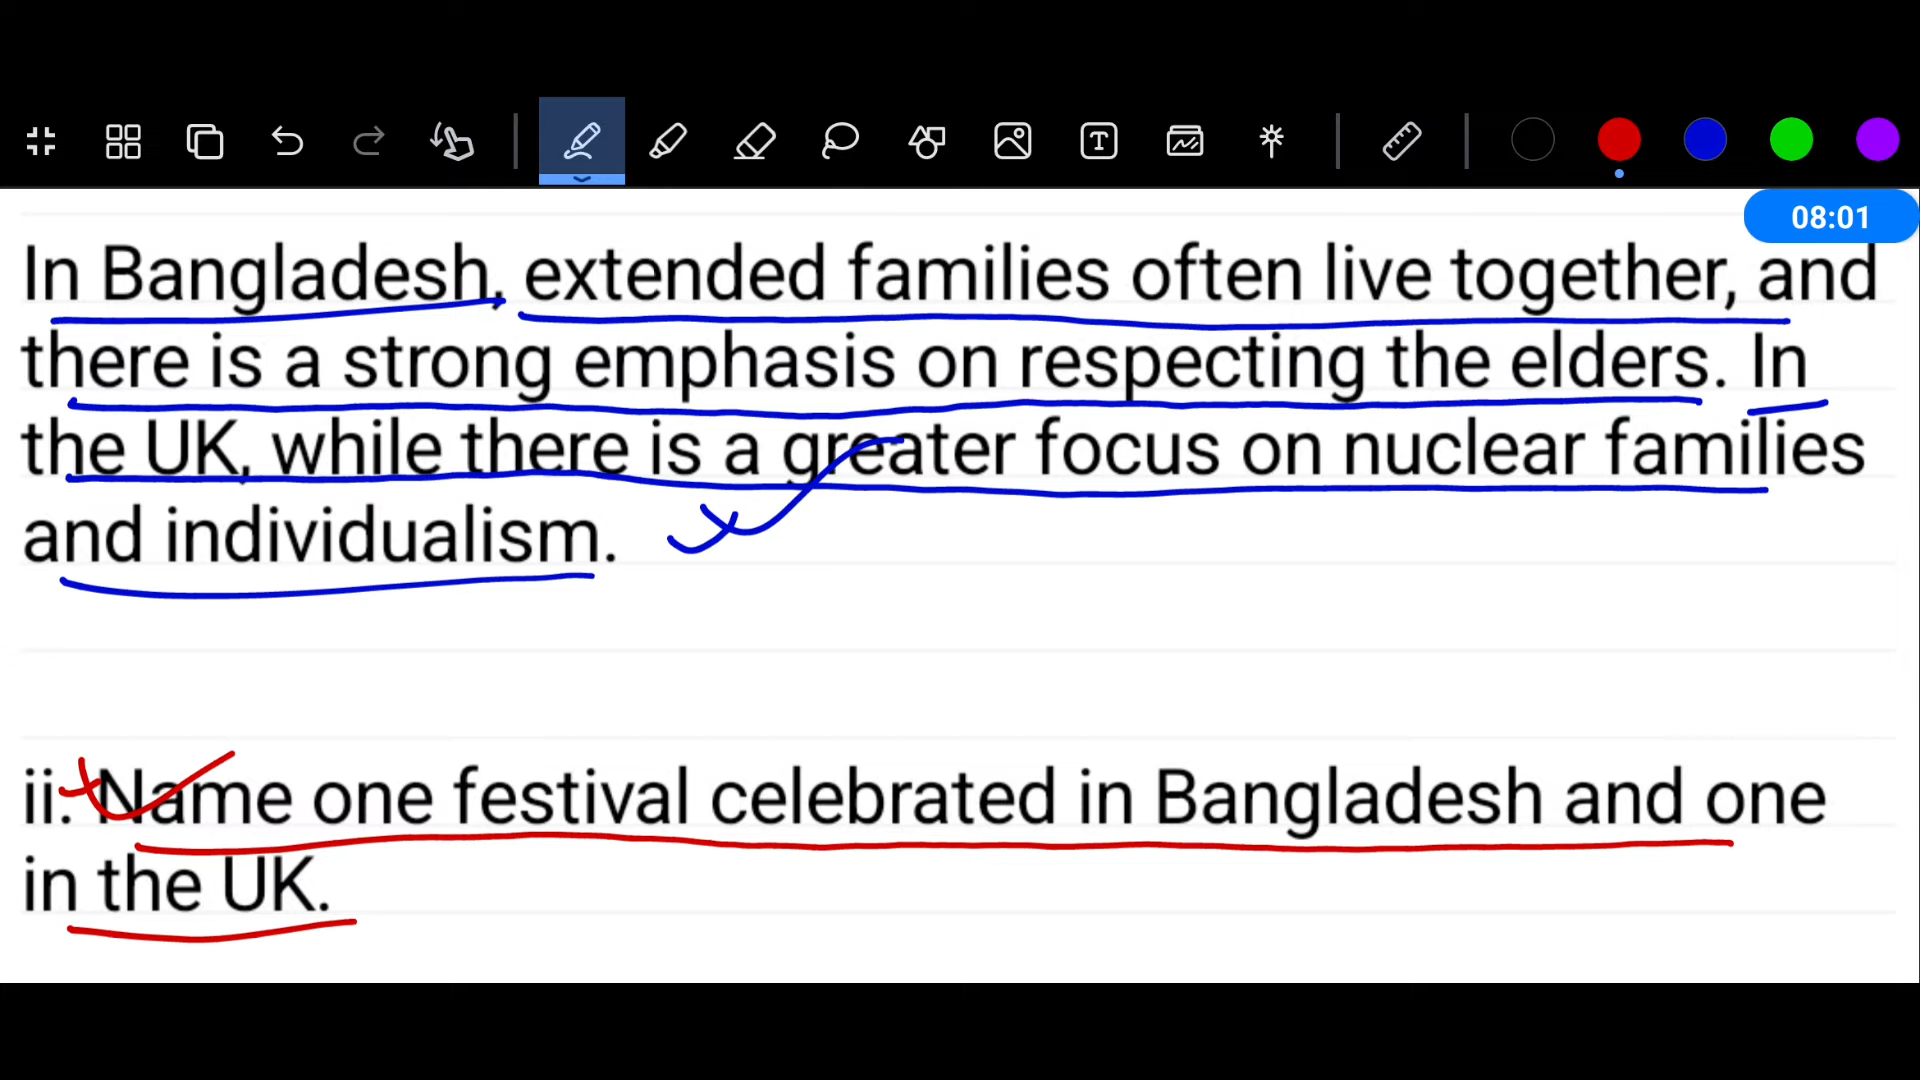 08:01
In Bangladesh, extended families often live together, and
there is a strong emphasis on respecting the elders. In
the UK, while there is a greater focus on nuclear families
and individualism.
ii. Name one festival celebrated in Bangladesh and one
in the UK.